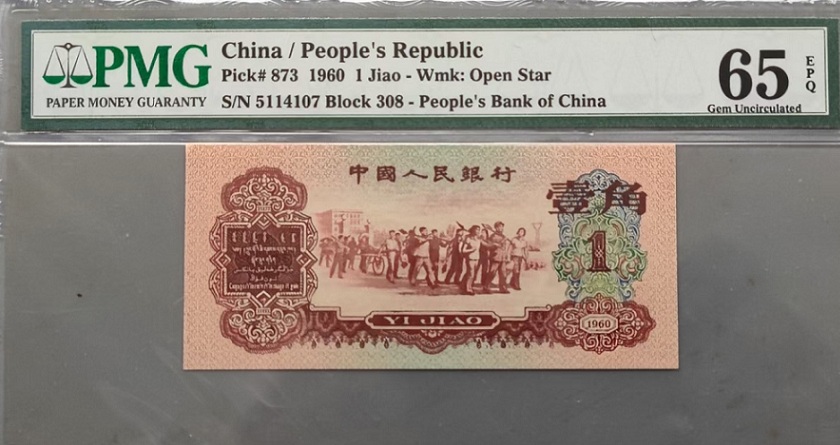 PMG
PAPER MONEY GUARANTY
China / People's Republic
Pick# 873 1960 1 Jiao - Wmk: Open Star
S/N 5114107 Block 308 - People's Bank of China
65
EPQ
Gem Uncirculated
中國人民銀行
壹角
1
YI JIAO
1960